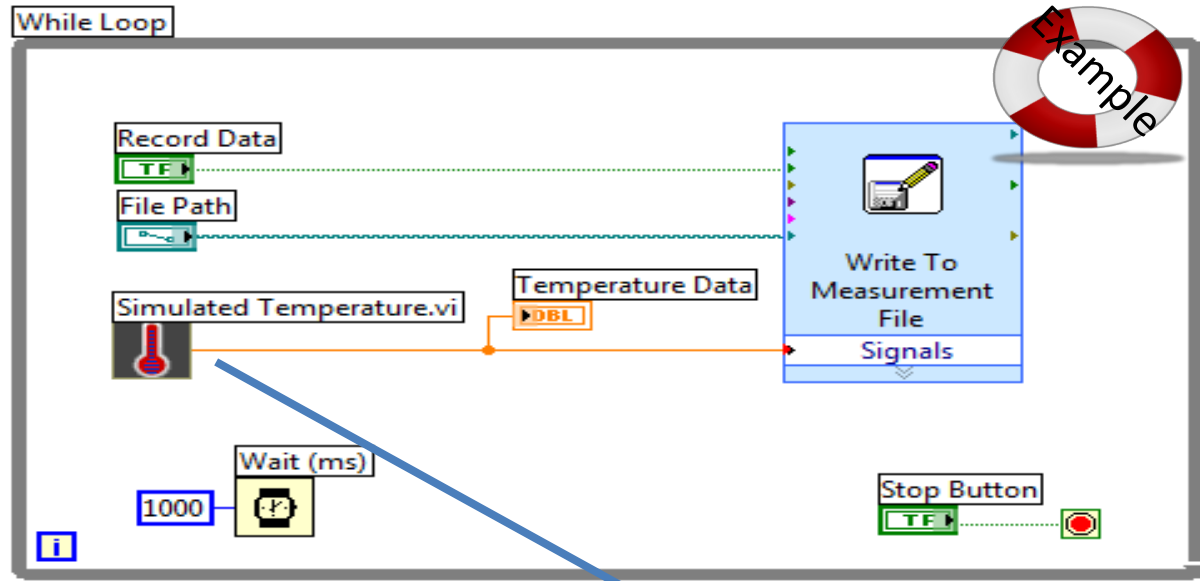 While Loop
Example
Record Data
TF
File Path
Simulated Temperature.vi
Temperature Data
DBL
Write To
Measurement
File
Signals
Wait (ms)
1000
Stop Button
TF
i